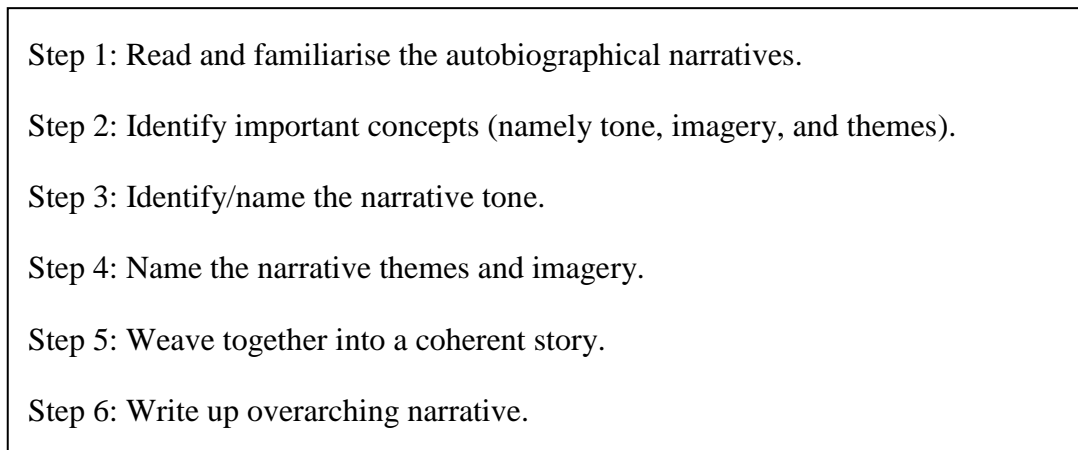 Step 1: Read and familiarise the autobiographical narratives.
Step 2: Identify important concepts (namely tone, imagery, and themes).
Step 3: Identify/name the narrative tone.
Step 4: Name the narrative themes and imagery.
Step 5: Weave together into a coherent story.
Step 6: Write up overarching narrative.